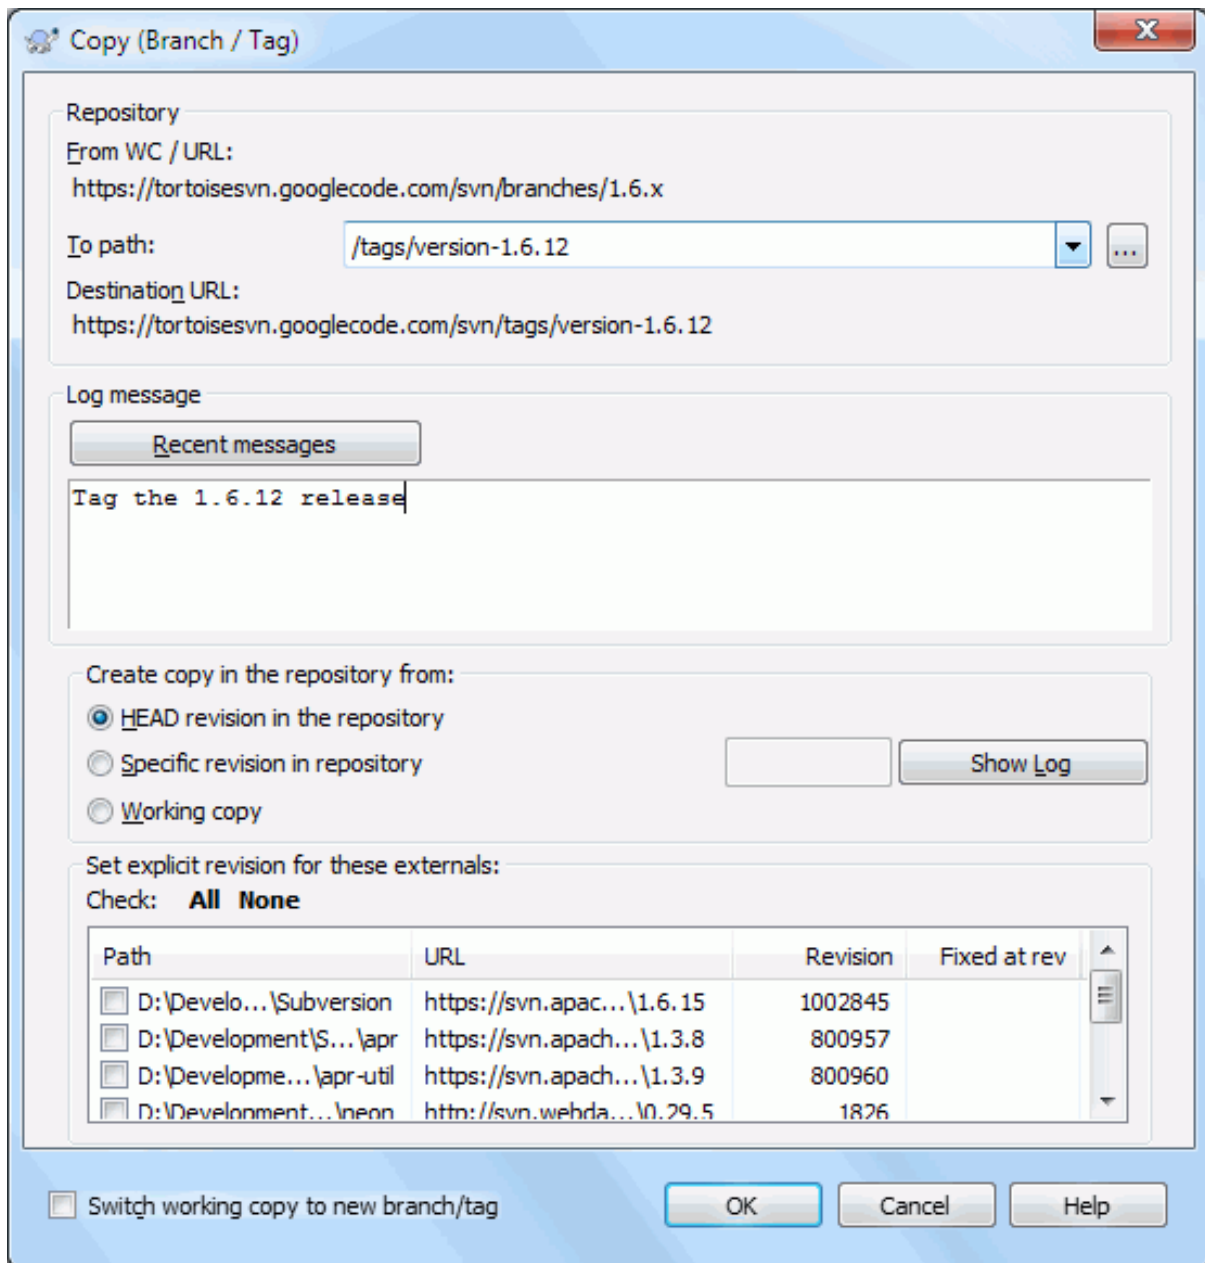 Copy (Branch / Tag)
Repository
From WC / URL:
https://tortoisesvn.googlecode.com/svn/branches/1.6.x
To path: /tags/version-1.6.12 ...
Destination URL:
https://tortoisesvn.googlecode.com/svn/tags/version-1.6.12
Log message
Recent messages
Tag the 1.6.12 release
Create copy in the repository from:
HEAD revision in the repository
Specific revision in repository Show Log
Working copy
Set explicit revision for these externals:
Check: All None
Path URL Revision Fixed at rev
D:\Develo...\Subversion https://svn.apac...\1.6.15 1002845
D:\Development\S...\apr https://svn.apach...\1.3.8 800957
D:\Developme...\apr-util https://svn.apach...\1.3.9 800960
D:\Development...\neon http://svn.webda...\0.29.5 1826
Switch working copy to new branch/tag OK Cancel Help